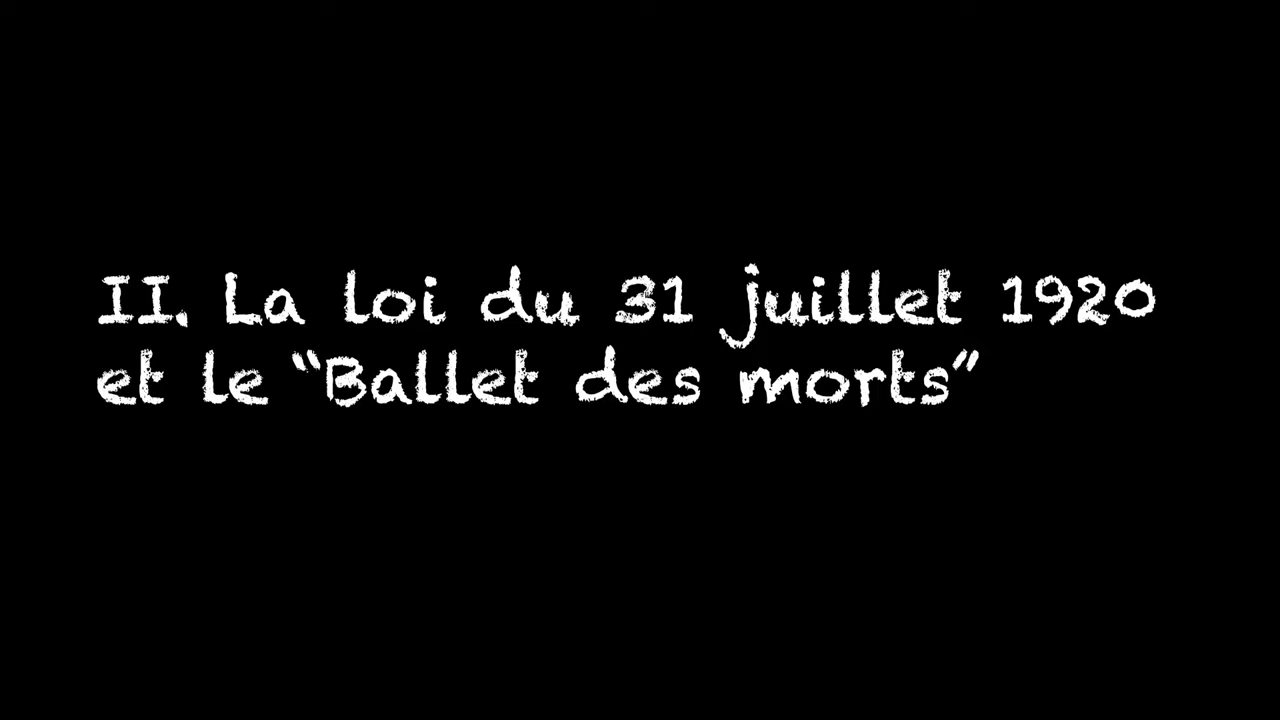 II. La loi du 31 juillet 1920
et le “Ballet des morts”